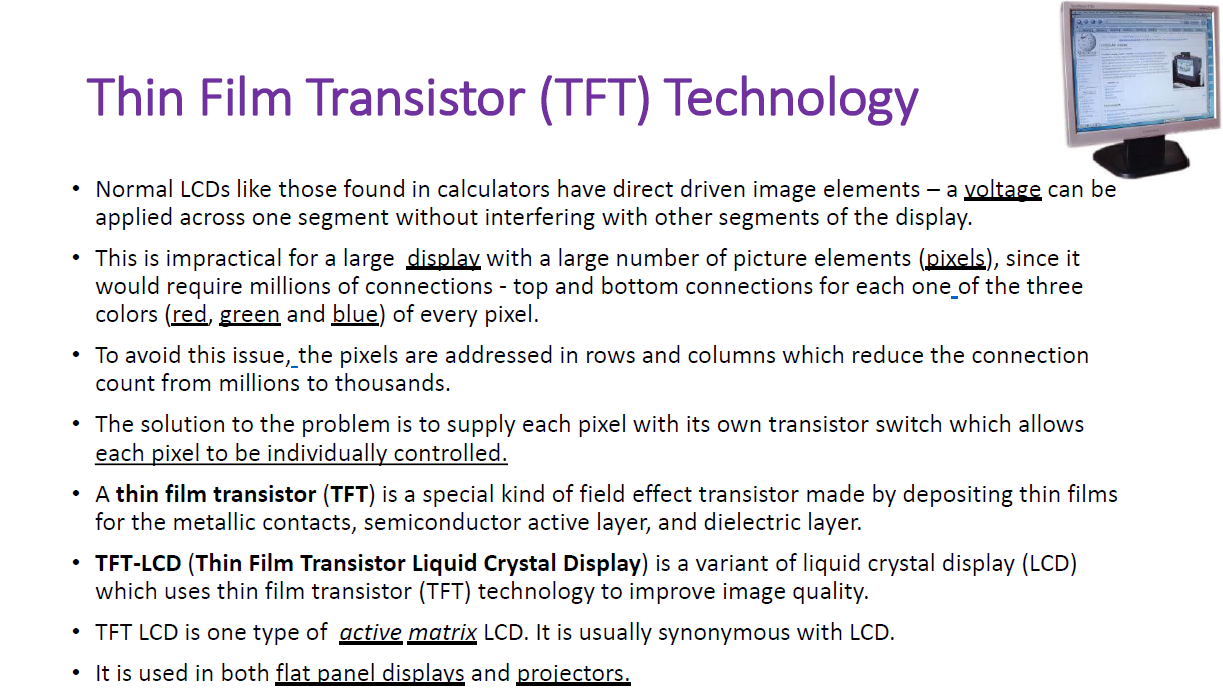 Thin Film Transistor (TFT) Technology
• Normal LCDs like those found in calculators have direct driven image elements – a voltage can be
applied across one segment without interfering with other segments of the display.
• This is impractical for a large display with a large number of picture elements (pixels), since it
would require millions of connections - top and bottom connections for each one of the three
colors (red, green and blue) of every pixel.
• To avoid this issue, the pixels are addressed in rows and columns which reduce the connection
count from millions to thousands.
• The solution to the problem is to supply each pixel with its own transistor switch which allows
each pixel to be individually controlled.
• A thin film transistor (TFT) is a special kind of field effect transistor made by depositing thin films
for the metallic contacts, semiconductor active layer, and dielectric layer.
• TFT-LCD (Thin Film Transistor Liquid Crystal Display) is a variant of liquid crystal display (LCD)
which uses thin film transistor (TFT) technology to improve image quality.
• TFT LCD is one type of active matrix LCD. It is usually synonymous with LCD.
• It is used in both flat panel displays and projectors.